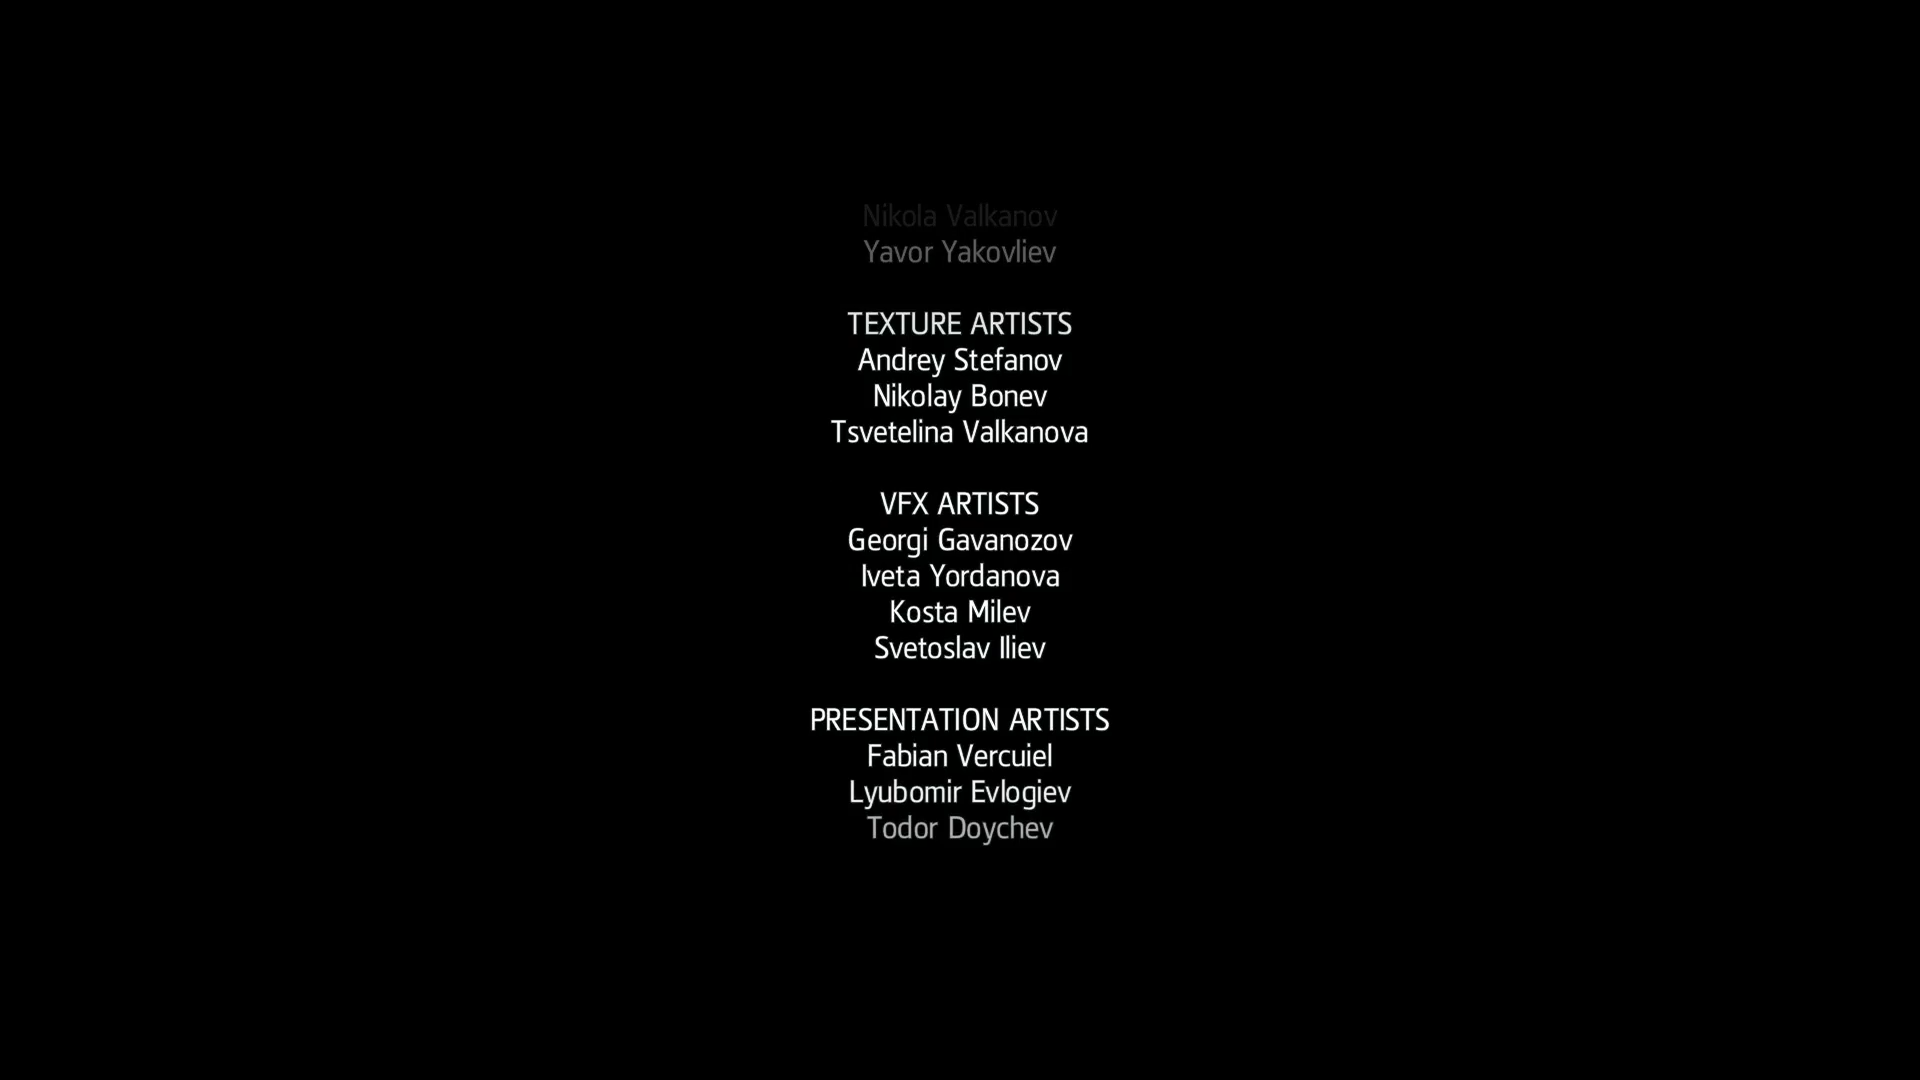 Nikola Valkanov
Yavor Yakovliev
TEXTURE ARTISTS
Andrey Stefanov
Nikolay Bonev
Tsvetelina Valkanova
VFX ARTISTS
Georgi Gavanozov
Iveta Yordanova
Kosta Milev
Svetoslav Iliev
PRESENTATION ARTISTS
Fabian Vercuiel
Lyubomir Evlogiev
Todor Doychev